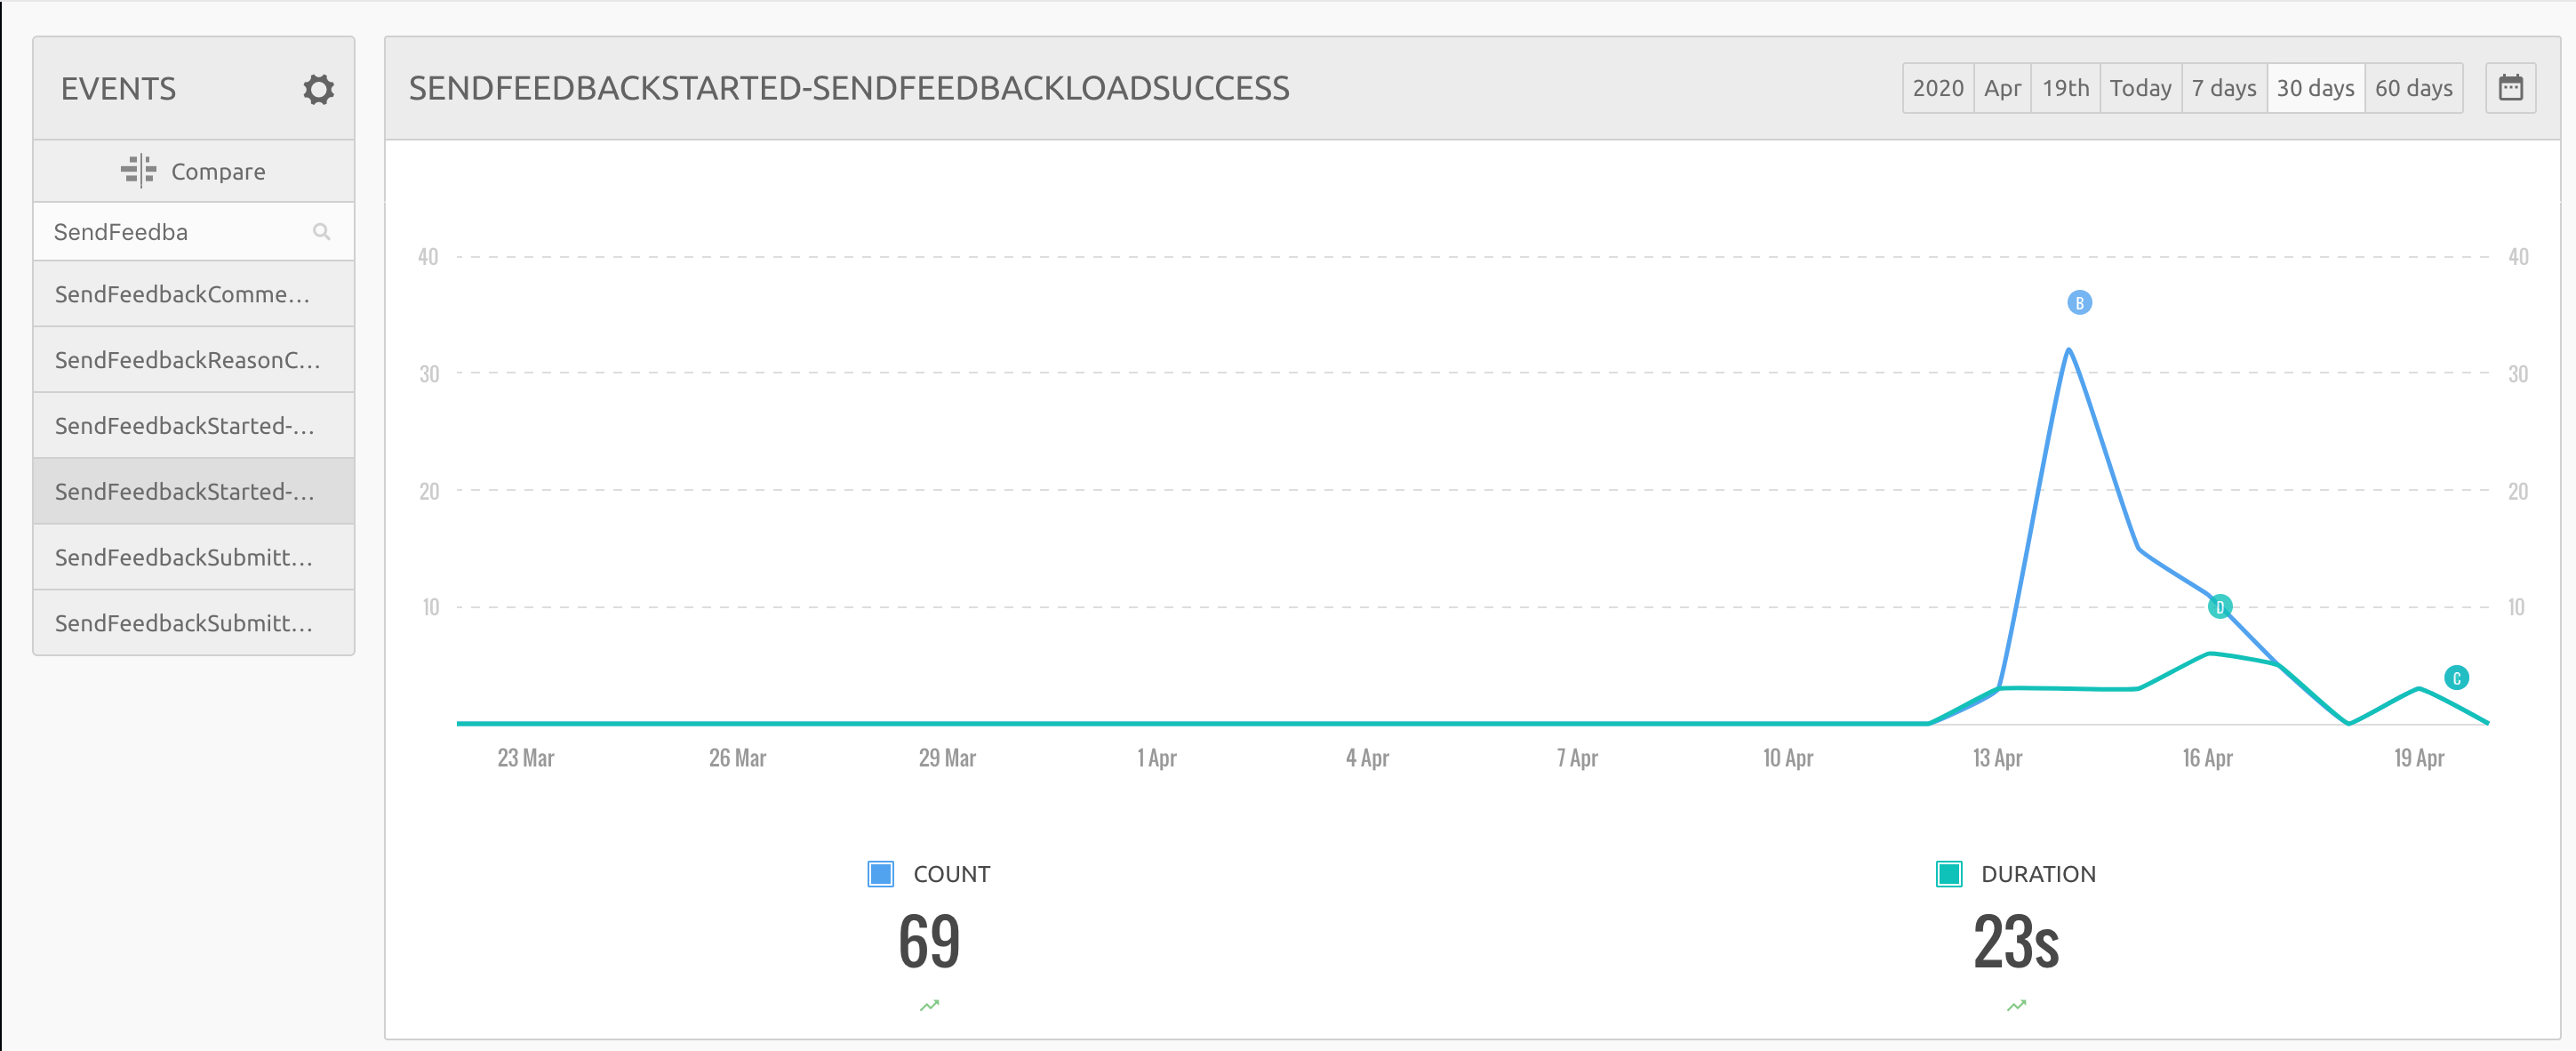 EVENTS
Compare
SendFeedba
SendFeedbackComme...
SendFeedbackReasonC...
SendFeedbackStarted-...
SendFeedbackStarted-...
SendFeedbackSubmitt...
SendFeedbackSubmitt...
SENDFEEDBACKSTARTED-SENDFEEDBACKLOADSUCCESS
2020 Apr 19th Today 7 days 30 days 60 days
40 40
B
30 30
20 20
10 D 10
C
23 Mar 26 Mar 29 Mar 1 Apr 4 Apr 7 Apr 10 Apr 13 Apr 16 Apr 19 Apr
COUNT
69
DURATION
23s